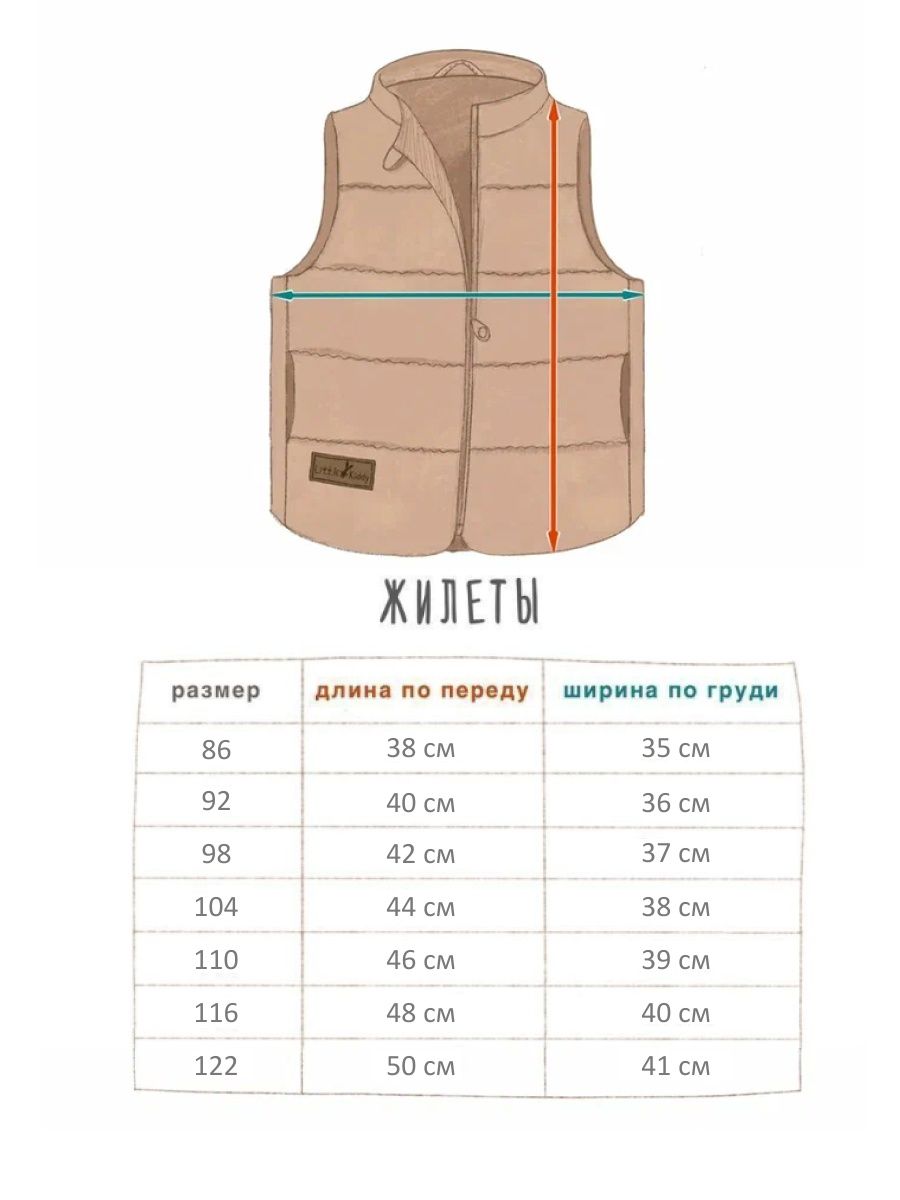 Little Kiddy
ЖИЛЕТЫ
размер длина по переду ширина по груди
86 38 см 35 см
92 40 см 36 см
98 42 см 37 см
104 44 см 38 см
110 46 см 39 см
116 48 см 40 см
122 50 см 41 см